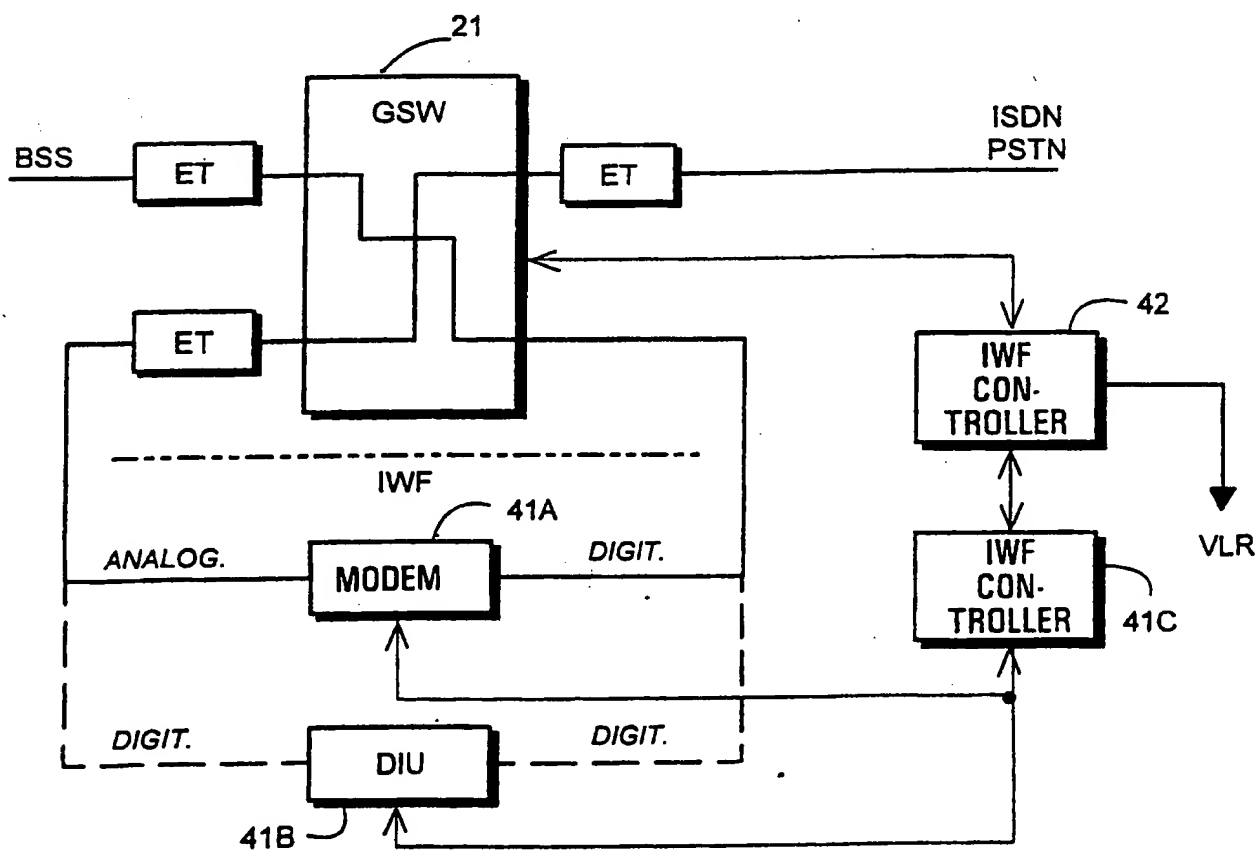 21
GSW
ISDN
PSTN
BSS
ET
ET
ET
42
IWF
CON-
TROLLER
IWF
41A
ANALOG.
MODEM
DIGIT.
VLR
IWF
CON-
TROLLER
41C
DIGIT.
DIU
DIGIT.
41B